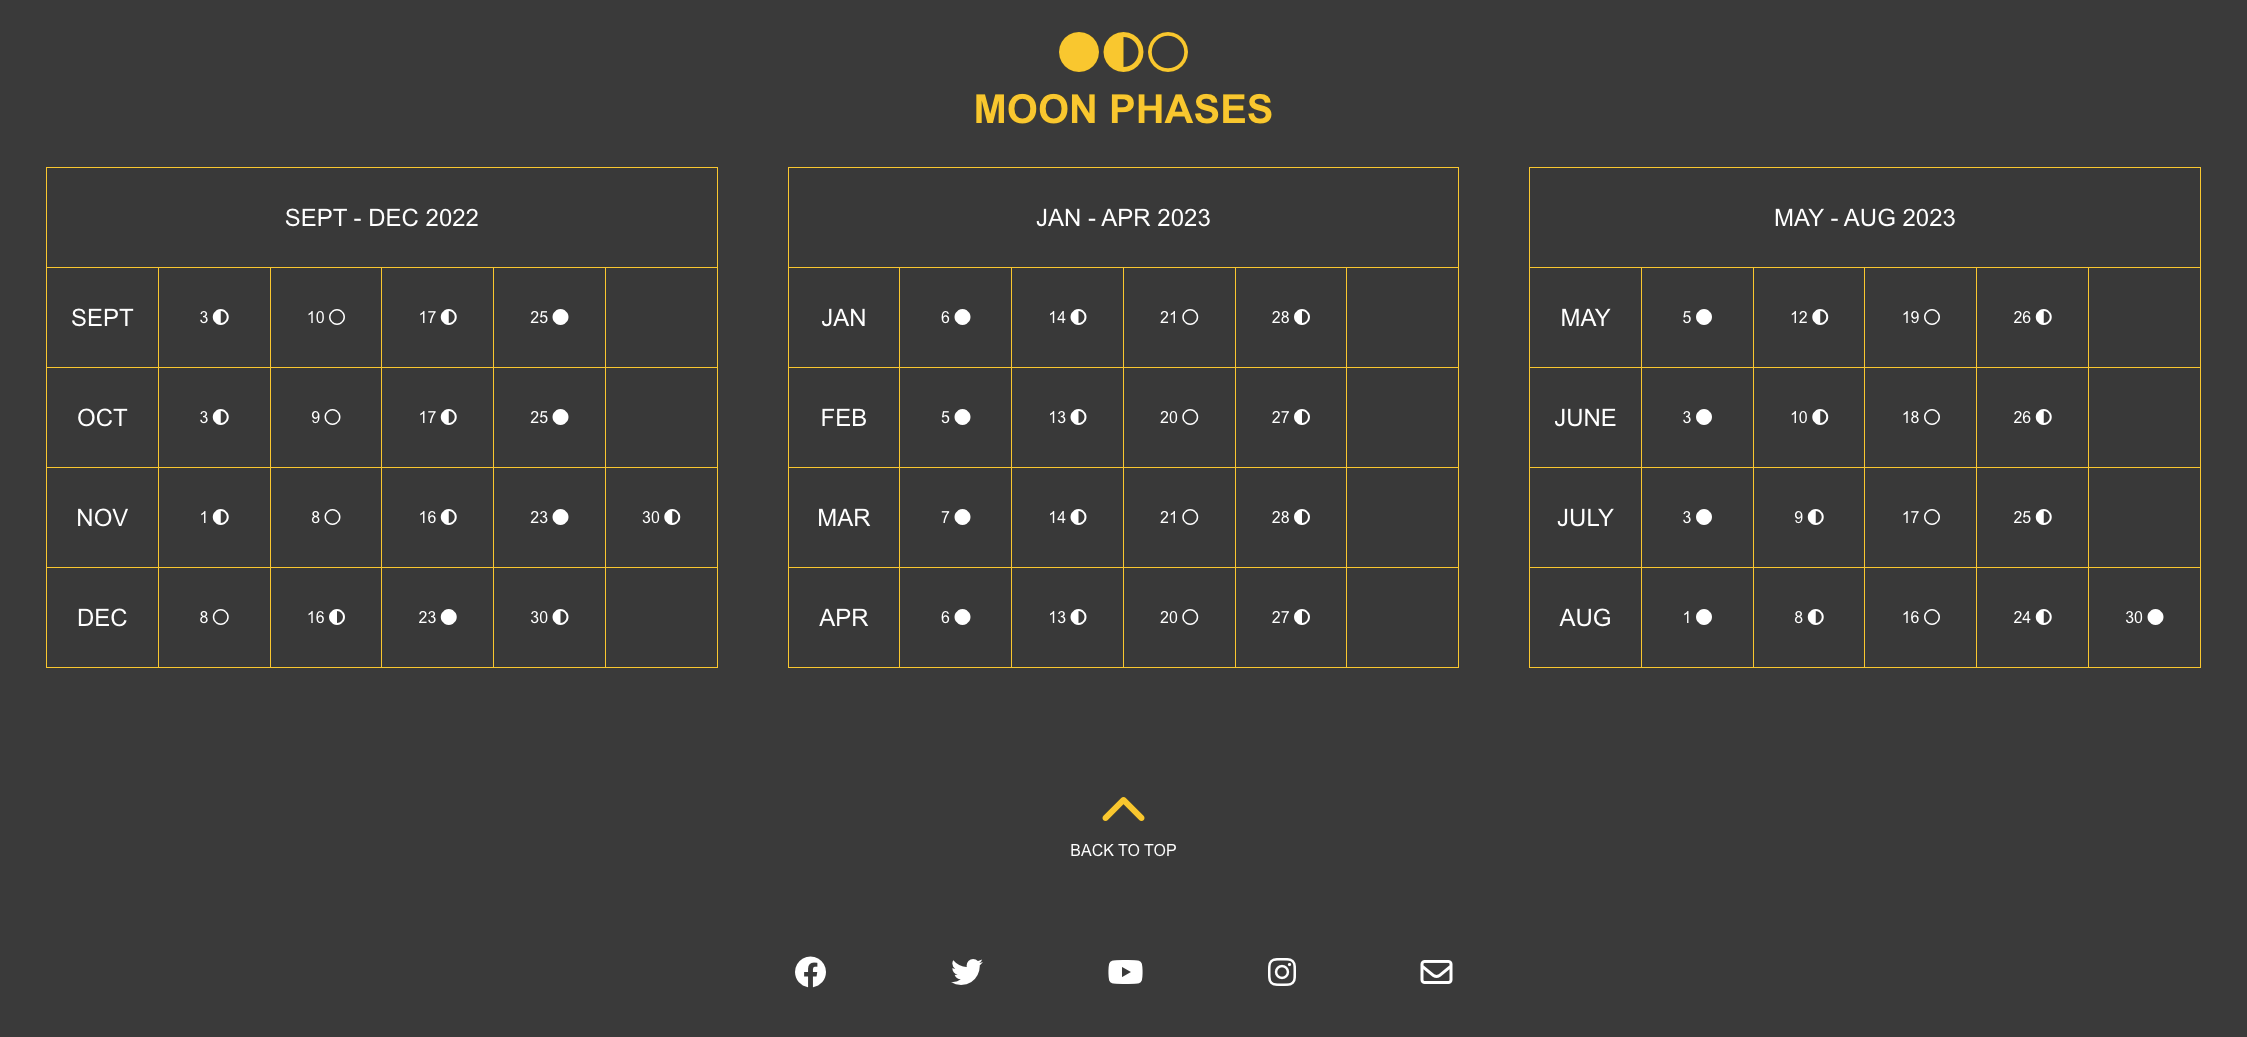 MOON PHASES
SEPT - DEC 2022
SEPT 3 10 17 25
OCT 3 9 17 25
NOV 1 8 16 23 30
DEC 8 16 23 30
JAN - APR 2023
JAN 6 14 21 28
FEB 5 13 20 27
MAR 7 14 21 28
APR 6 13 20 27
MAY - AUG 2023
MAY 5 12 19 26
JUNE 3 10 18 26
JULY 3 9 17 25
AUG 1 8 16 24 30
BACK TO TOP